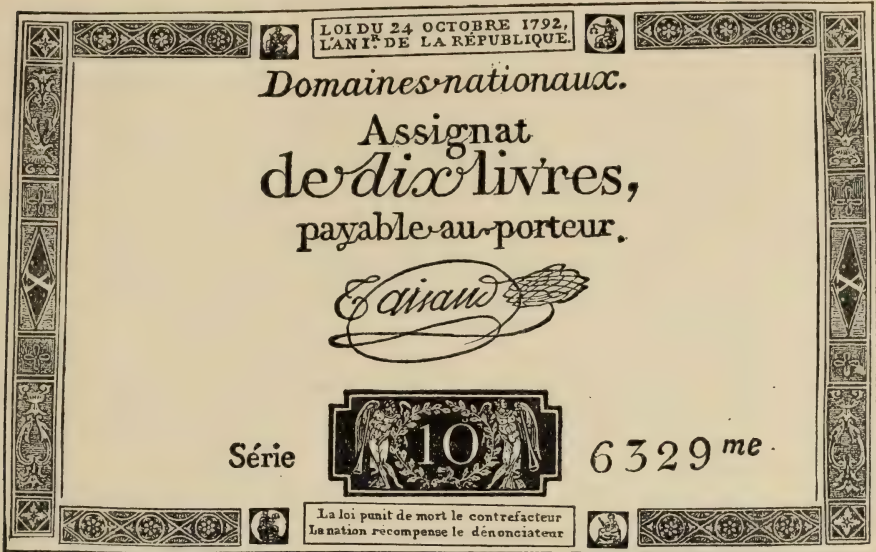 LOI DU 24 OCTOBRE 1792,
L'AN I.R DE LA RÉPUBLIQUE.
Domaines nationaux.
Assignat
de dix livres,
payable au porteur.
Taisaud
X X
Série 10 6329me.
La loi punit de mort le contrefacteur
La nation récompense le dénonciateur